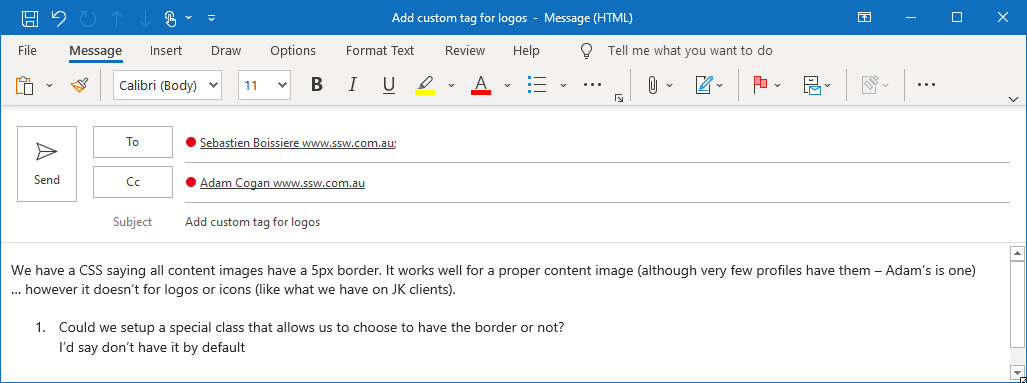 Add custom tag for logos - Message (HTML)
File Message Insert Draw Options Format Text Review Help Tell me what you want to do
Calibri (Body) 11 B I U A
To Sebastien Boissiere www.ssw.com.au;
Send
Cc Adam Cogan www.ssw.com.au
Subject Add custom tag for logos
We have a CSS saying all content images have a 5px border. It works well for a proper content image (although very few profiles have them – Adam's is one)
... however it doesn't for logos or icons (like what we have on JK clients).
1. Could we setup a special class that allows us to choose to have the border or not?
I'd say don't have it by default